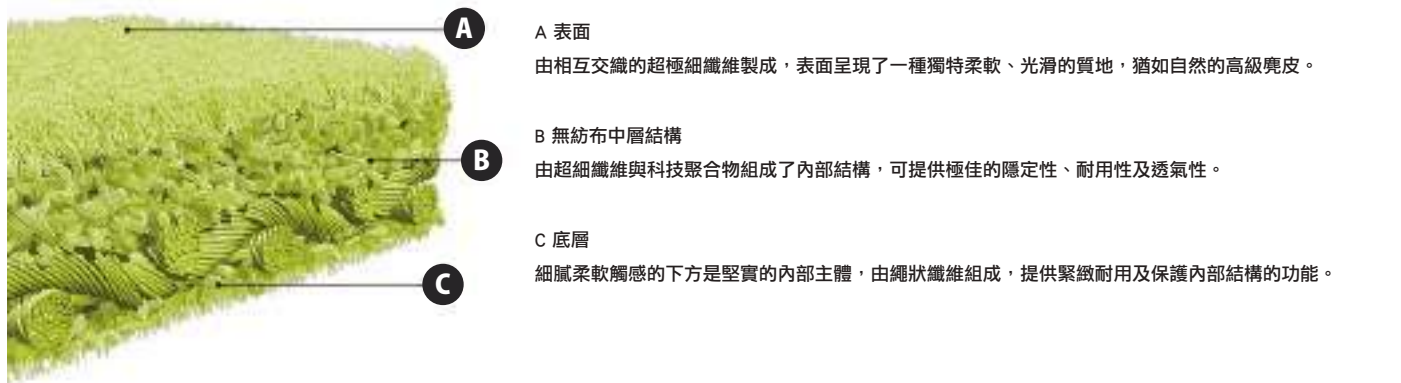 A
A 表面
由相互交織的超極細纖維製成，表面呈現了一種獨特柔軟、光滑的質地，猶如自然的高級麂皮。
B
B 無紡布中層結構
由超細纖維與科技聚合物組成了內部結構，可提供極佳的隱定性、耐用性及透氣性。
C 底層
C
細膩柔軟觸感的下方是堅實的內部主體，由繩狀纖維組成，提供緊緻耐用及保護內部結構的功能。